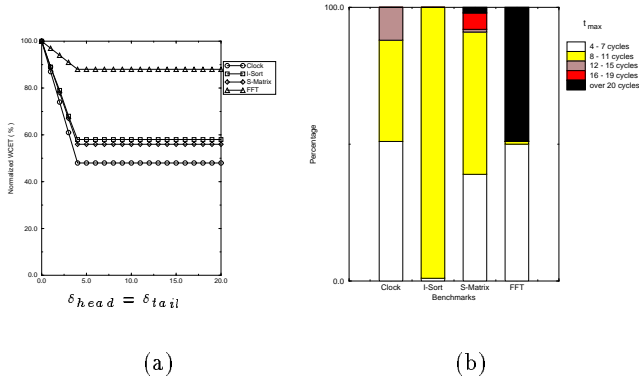 100.0
80.0
60.0
40.0
20.0
0.0
Normalized WCET ( % )
0.0 5.0 10.0 15.0 20.0
δhead = δtail
Clock
I-Sort
S-Matrix
FFT
(a)
100.0
0.0
Percentage
Clock I-Sort S-Matrix FFT
Benchmarks
tmax
4 - 7 cycles
8 - 11 cycles
12 - 15 cycles
16 - 19 cycles
over 20 cycles
(b)